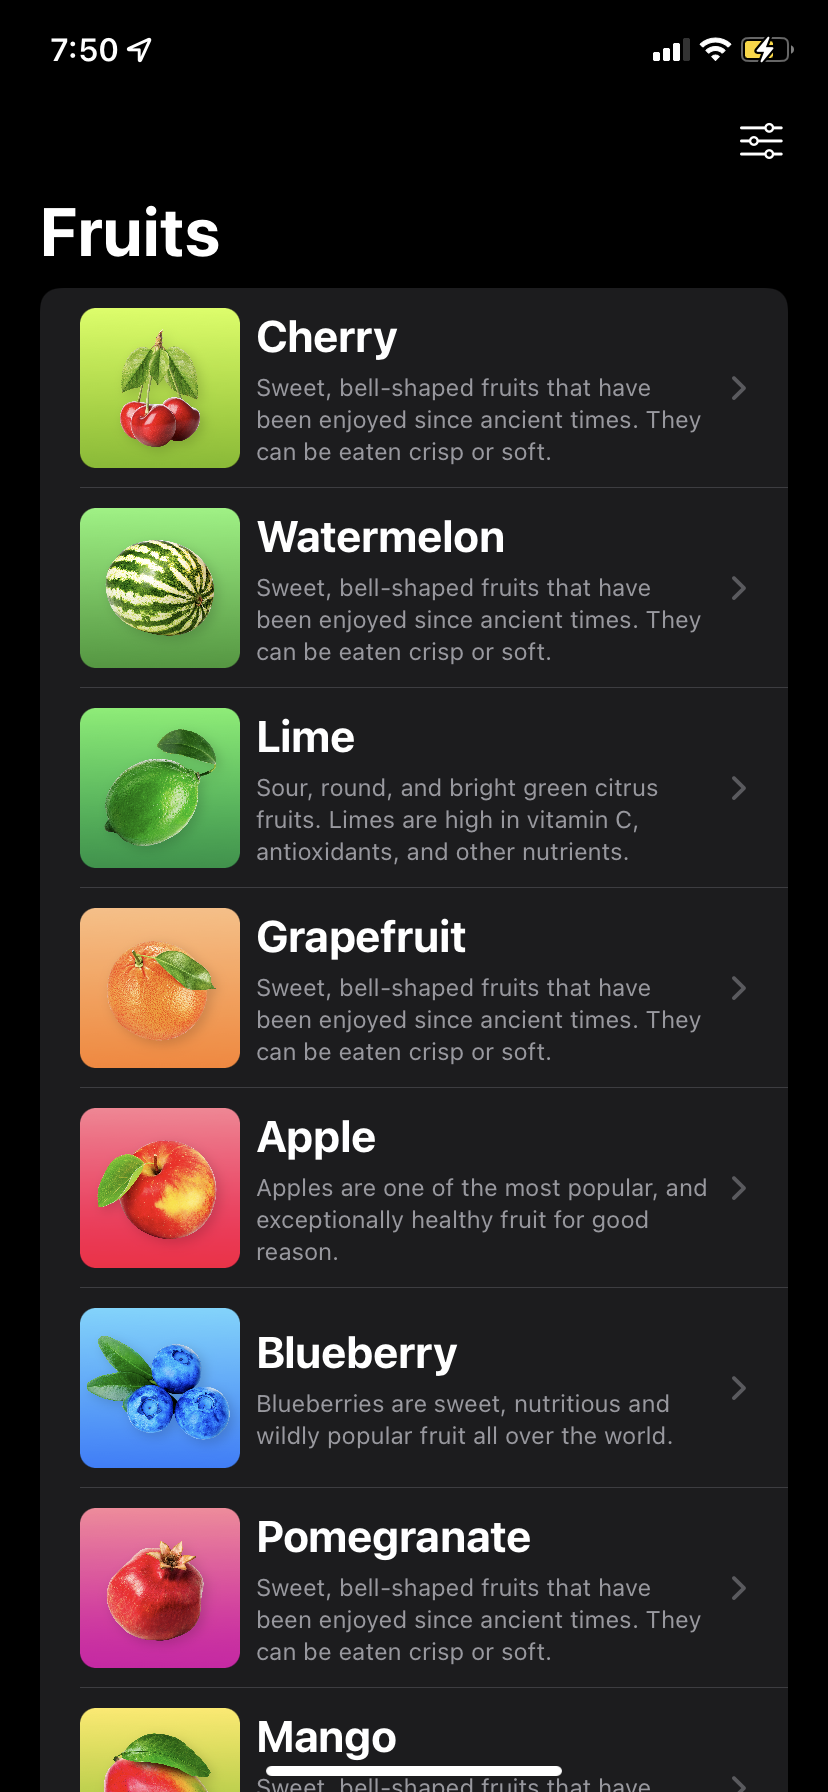 7:50
Fruits
Cherry
Sweet, bell-shaped fruits that have
been enjoyed since ancient times. They
can be eaten crisp or soft.
Watermelon
Sweet, bell-shaped fruits that have
been enjoyed since ancient times. They
can be eaten crisp or soft.
Lime
Sour, round, and bright green citrus
fruits. Limes are high in vitamin C,
antioxidants, and other nutrients.
Grapefruit
Sweet, bell-shaped fruits that have
been enjoyed since ancient times. They
can be eaten crisp or soft.
Apple
Apples are one of the most popular, and
exceptionally healthy fruit for good
reason.
Blueberry
Blueberries are sweet, nutritious and
wildly popular fruit all over the world.
Pomegranate
Sweet, bell-shaped fruits that have
been enjoyed since ancient times. They
can be eaten crisp or soft.
Mango
Sweet, bell-shaped fruits that have